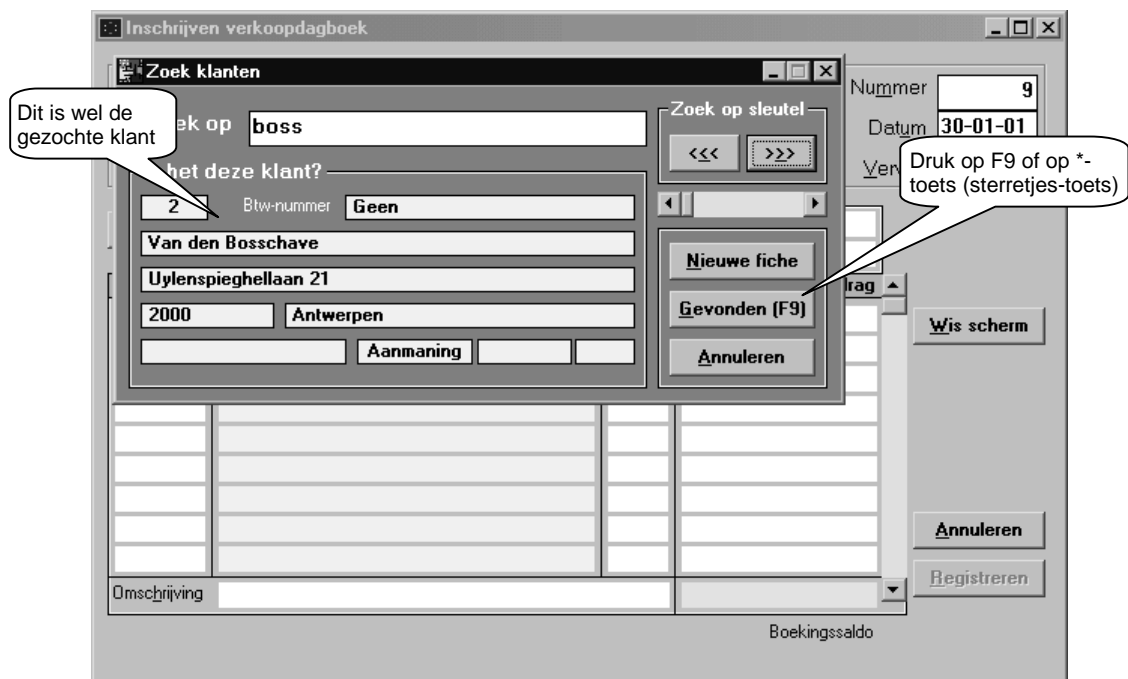 Inschrijven verkoopdagboek
Zoek klanten
Nummer 9
Dit is wel de
gezochte klant
ek op boss
Zoek op sleutel
<<<
>>>
Datum 30-01-01
Druk op F9 of op *-
toets (sterretjes-toets)
het deze klant?
2 Btw-nummer Geen
Van den Bosschave
Uylenspieghellaan 21
2000 Antwerpen
Aanmaning
Nieuwe fiche
Gevonden (F9)
Annuleren
Wis scherm
Annuleren
Registreren
Omschrijving
Boekingssaldo